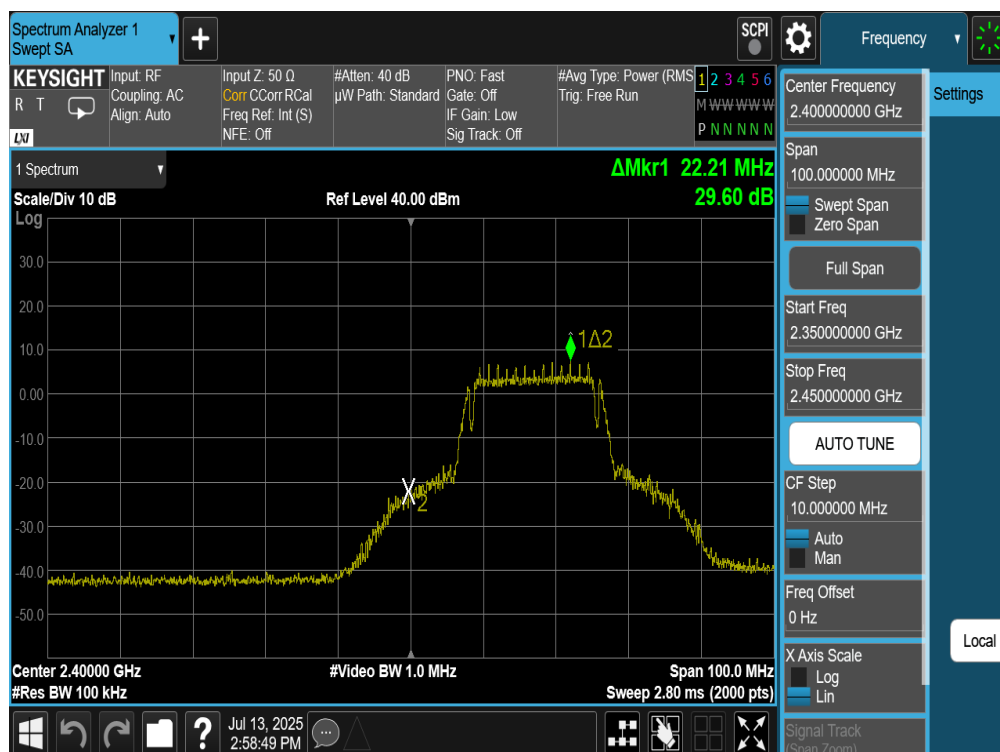 Spectrum Analyzer 1
Swept SA
SCPI
Frequency
KEYSIGHT
R T
LXI
Input: RF
Coupling: AC
Align: Auto
Input Z: 50 Ω
Corr CCorr RCal
Freq Ref: Int (S)
NFE: Off
#Atten: 40 dB
µW Path: Standard
PNO: Fast
Gate: Off
IF Gain: Low
Sig Track: Off
#Avg Type: Power (RMS
Trig: Free Run
1 2 3 4 5 6
M W W W W W
P N N N N N
1 Spectrum
ΔMkr1 22.21 MHz
29.60 dB
Scale/Div 10 dB
Ref Level 40.00 dBm
Log
30.0
20.0
10.0
0.00
-10.0
-20.0
-30.0
-40.0
-50.0
1Δ2
X
2
Center 2.40000 GHz
#Video BW 1.0 MHz
Span 100.0 MHz
#Res BW 100 kHz
Sweep 2.80 ms (2000 pts)
?
Jul 13, 2025
2:58:49 PM
Center Frequency
2.400000000 GHz
Span
100.000000 MHz
Swept Span
Zero Span
Full Span
Start Freq
2.350000000 GHz
Stop Freq
2.450000000 GHz
AUTO TUNE
CF Step
10.000000 MHz
Auto
Man
Freq Offset
0 Hz
X Axis Scale
Log
Lin
Signal Track
(Span Zoom)
Settings
Local